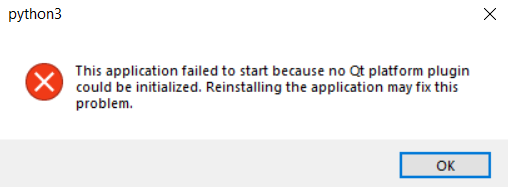 python3
This application failed to start because no Qt platform plugin
could be initialized. Reinstalling the application may fix this
problem.
OK